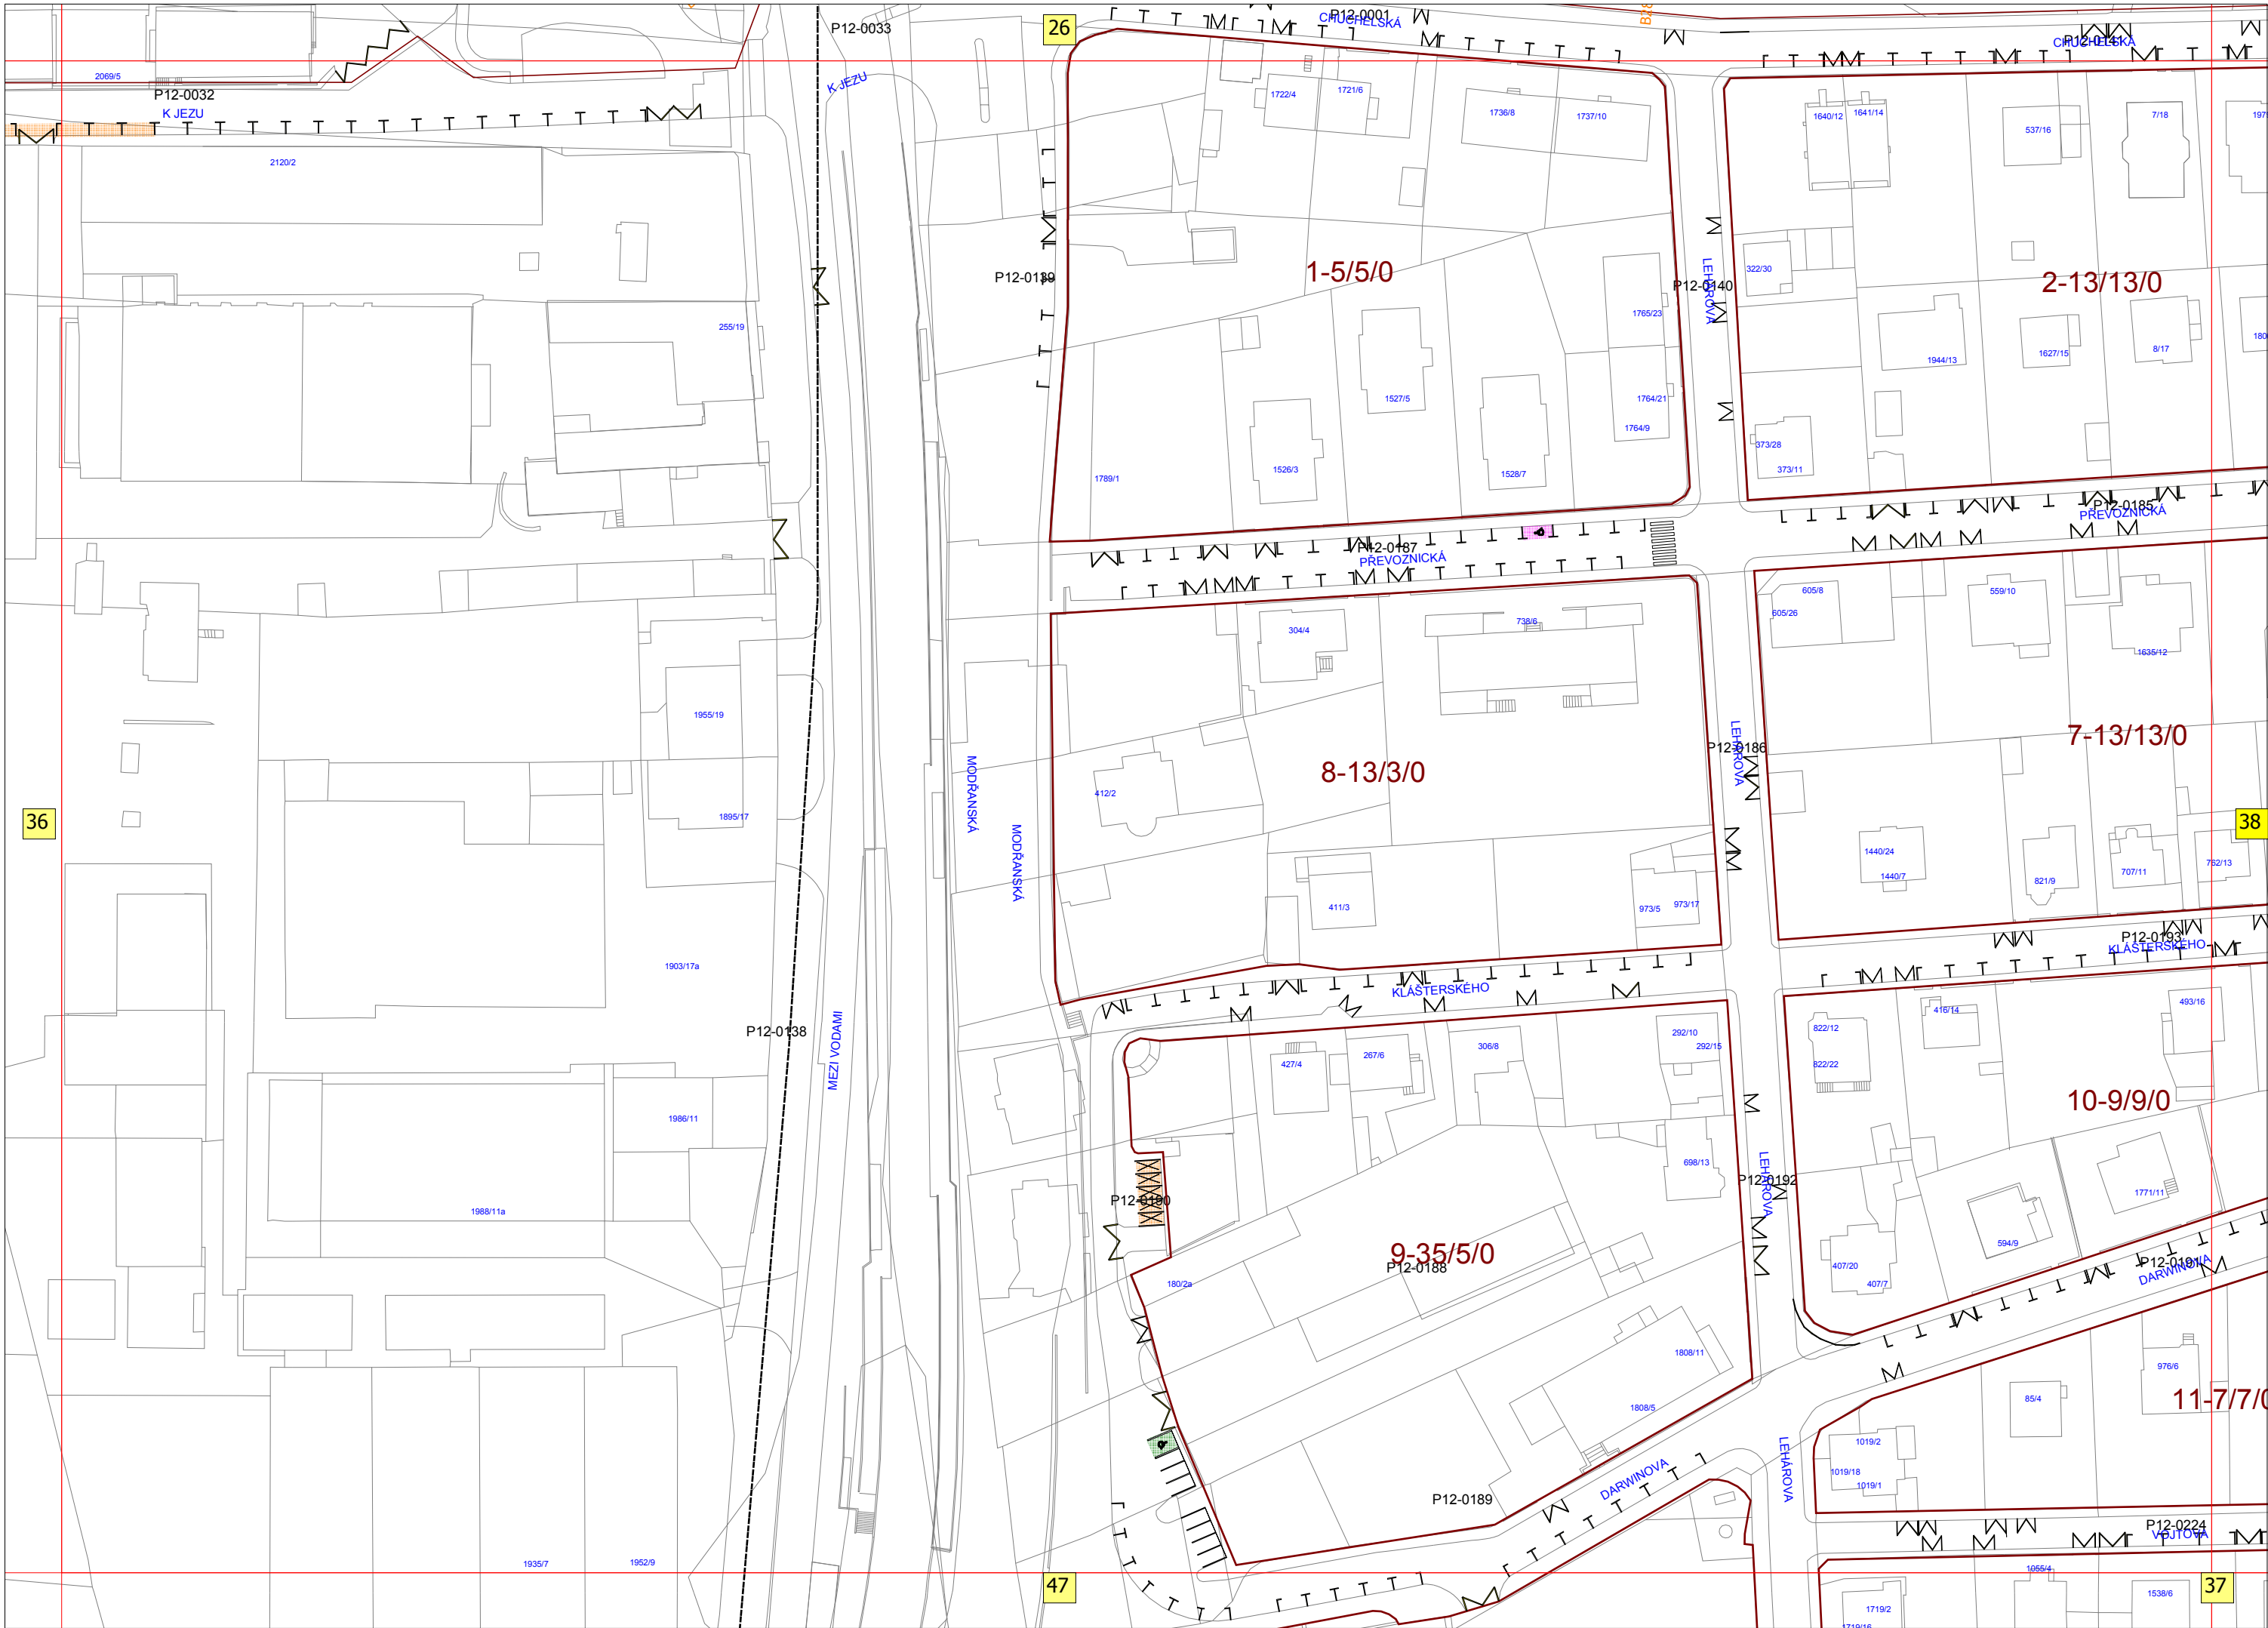 26
P12-0033
P12-0001
CHUCHELSKÁ
P12-0141
CHUCHELSKÁ
2069/5
P12-0032
K JEZU
K JEZU
2120/2
1722/4
1721/6
1736/8
1737/10
1640/12
1641/14
537/16
7/18
P12-0139
1-5/5/0
P12-0140
LEHÁROVA
322/30
2-13/13/0
255/19
1765/23
1944/13
1627/15
8/17
1527/5
1764/21
1764/9
1526/3
1528/7
1789/1
373/28
373/11
P12-0185
PŘEVOZNICKÁ
P12-0187
PŘEVOZNICKÁ
304/4
738/6
605/8
605/26
559/10
1635/12
1955/19
P12-0186
LEHÁROVA
7-13/13/0
8-13/3/0
MODŘANSKÁ
MODŘANSKÁ
412/2
36
1895/17
38
1440/24
1440/7
821/9
707/11
762/13
411/3
973/5
973/17
P12-0193
KLÁŠTERSKÉHO
1903/17a
KLÁŠTERSKÉHO
P12-0138
MEZI VODAMI
427/4
267/6
306/8
292/10
292/15
822/12
822/22
416/14
493/16
1986/11
10-9/9/0
698/13
P12-0192
LEHÁROVA
P12-0190
1771/11
1988/11a
9-35/5/0
P12-0188
180/2a
594/9
407/20
407/7
P12-0191
DARWINOVA
1808/11
1808/5
976/6
85/4
11-7/7/0
1019/2
1019/18
1019/1
LEHÁROVA
DARWINOVA
P12-0189
P12-0224
VOJTOVA
1935/7
1952/9
47
1055/4
37
1719/2
1719/16
1538/6